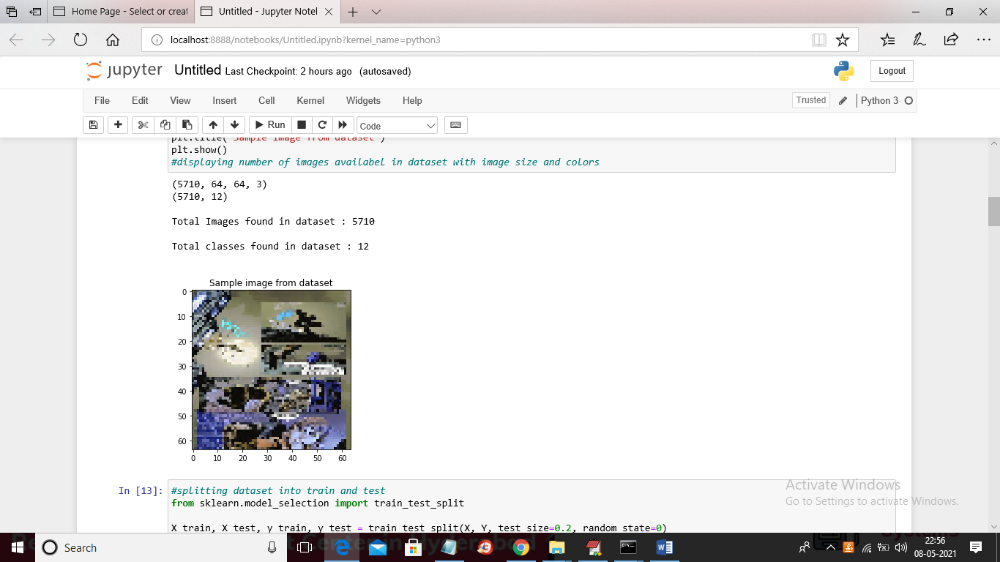 Home Page - Select or creat
Untitled - Jupyter Notel
localhost:8888/notebooks/Untitled.ipynb?kernel_name=python3
jupyter Untitled Last Checkpoint: 2 hours ago (autosaved)
Logout
File Edit View Insert Cell Kernel Widgets Help
Trusted Python 3
Run Code
plt.title('Sample image from dataset')
plt.show()
#displaying number of images availabel in dataset with image size and colors
(5710, 64, 64, 3)
(5710, 12)
Total Images found in dataset : 5710
Total classes found in dataset : 12
Sample image from dataset
0
10
20
30
40
50
60
0 10 20 30 40 50 60
In [13]: #splitting dataset into train and test
from sklearn.model_selection import train_test_split
X_train, X_test, y_train, y_test = train_test_split(X, Y, test_size=0.2, random_state=0)
Activate Windows
Go to Settings to activate Windows.
Search
22:56
08-05-2021